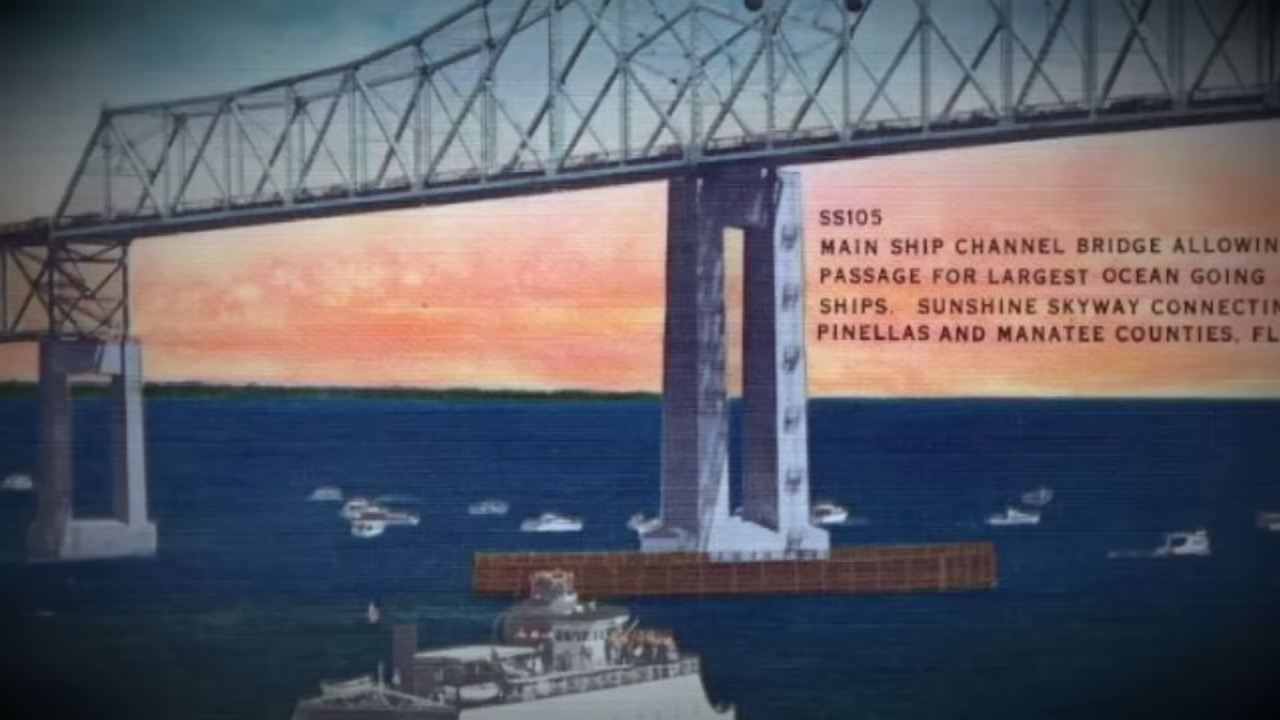 SS105
MAIN SHIP CHANNEL BRIDGE ALLOWIN
PASSAGE FOR LARGEST OCEAN GOING
SHIPS. SUNSHINE SKYWAY CONNECTIN
PINELLAS AND MANATEE COUNTIES, FL